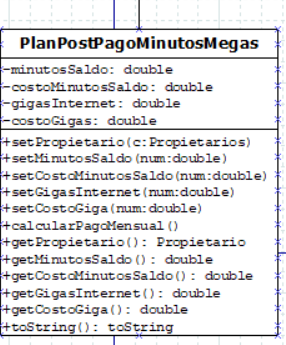 PlanPostPagoMinutosMegas
-minutosSaldo: double
-costoMinutosSaldo: double
-gigasInternet: double
-costoGigas: double
+setPropietario(c:Propietarios)
+setMinutosSaldo(num:double)
+setCostoMinutosSaldo(num:double)
+setGigasInternet(num:double)
+setCostoGiga(num:double)
+calcularPagoMensual()
+getPropietario(): Propietario
+getMinutosSaldo(): double
+getCostoMinutosSaldo(): double
+getGigasInternet(): double
+getCostoGiga(): double
+toString(): toString